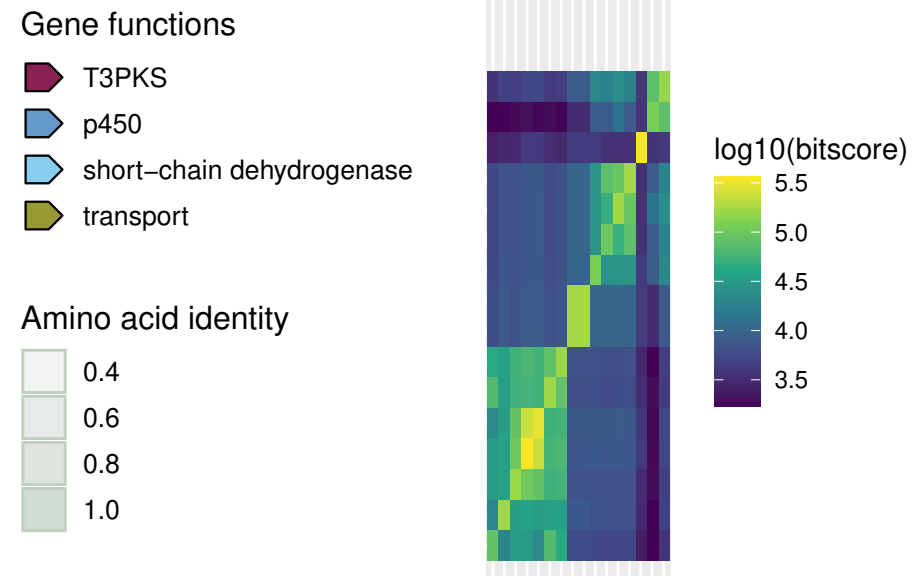 Gene functions
T3PKS
p450
short−chain dehydrogenase
transport
Amino acid identity
0.4
0.6
0.8
1.0
log10(bitscore)
5.5
5.0
4.5
4.0
3.5